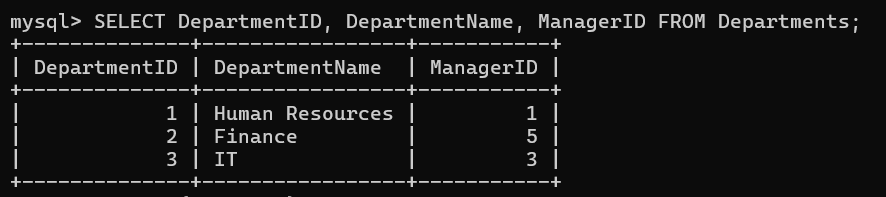 mysql> SELECT DepartmentID, DepartmentName, ManagerID FROM Departments;
+--------------+-----------------+-----------+
| DepartmentID | DepartmentName  | ManagerID |
+--------------+-----------------+-----------+
|            1 | Human Resources |         1 |
|            2 | Finance         |         5 |
|            3 | IT              |         3 |
+--------------+-----------------+-----------+